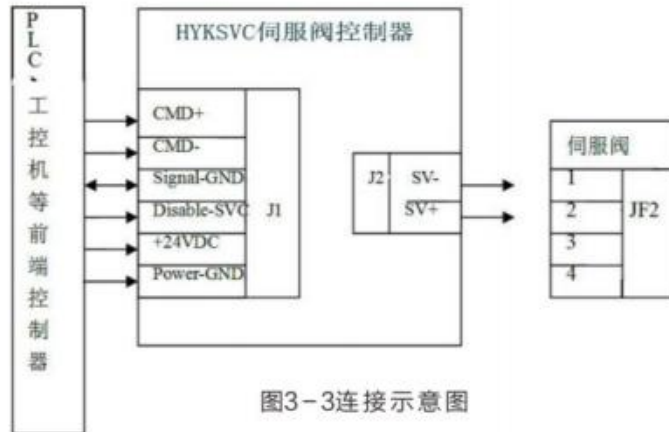 PLC、工控机等前端控制器
HYKSVC伺服阀控制器
CMD+
CMD-
Signal-GND
Disable-SVC
+24VDC
Power-GND
J1
J2
SV-
SV+
伺服阀
1
2
3
4
JF2
图3-3连接示意图